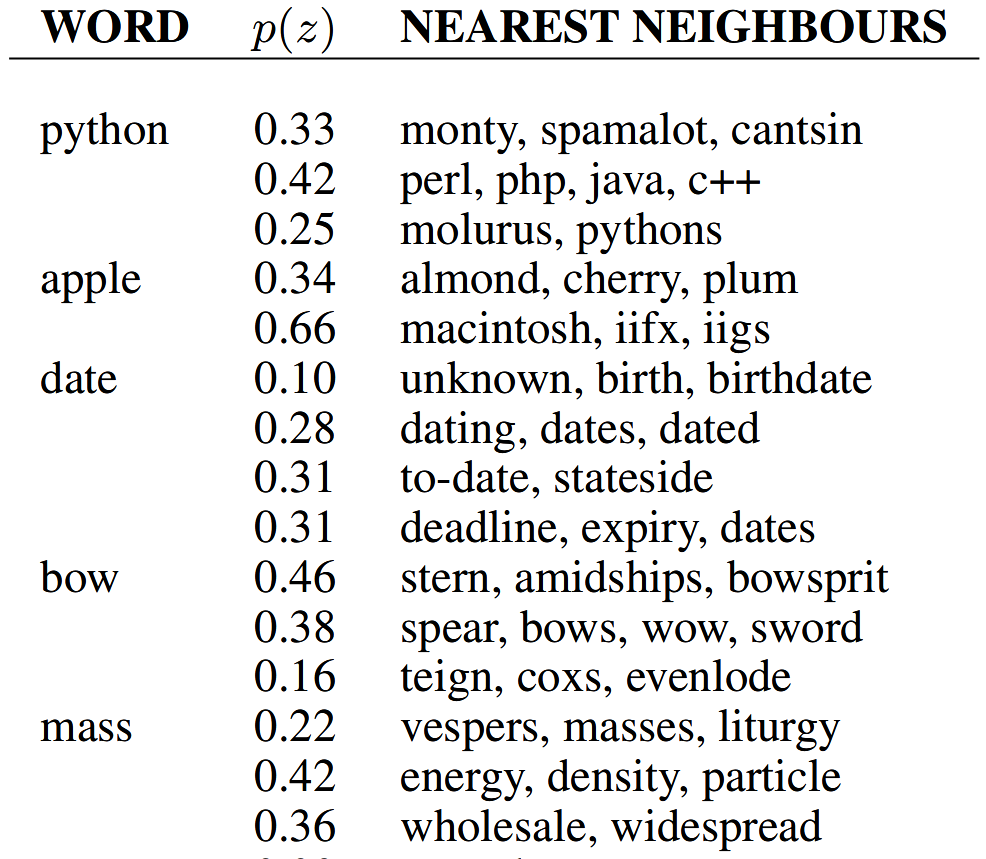 WORD p(z) NEAREST NEIGHBOURS
python 0.33 monty, spamalot, cantsin
0.42 perl, php, java, c++
0.25 molurus, pythons
apple 0.34 almond, cherry, plum
0.66 macintosh, iifx, iigs
date 0.10 unknown, birth, birthdate
0.28 dating, dates, dated
0.31 to-date, stateside
0.31 deadline, expiry, dates
bow 0.46 stern, amidships, bowsprit
0.38 spear, bows, wow, sword
0.16 teign, coxs, evenlode
mass 0.22 vespers, masses, liturgy
0.42 energy, density, particle
0.36 wholesale, widespread